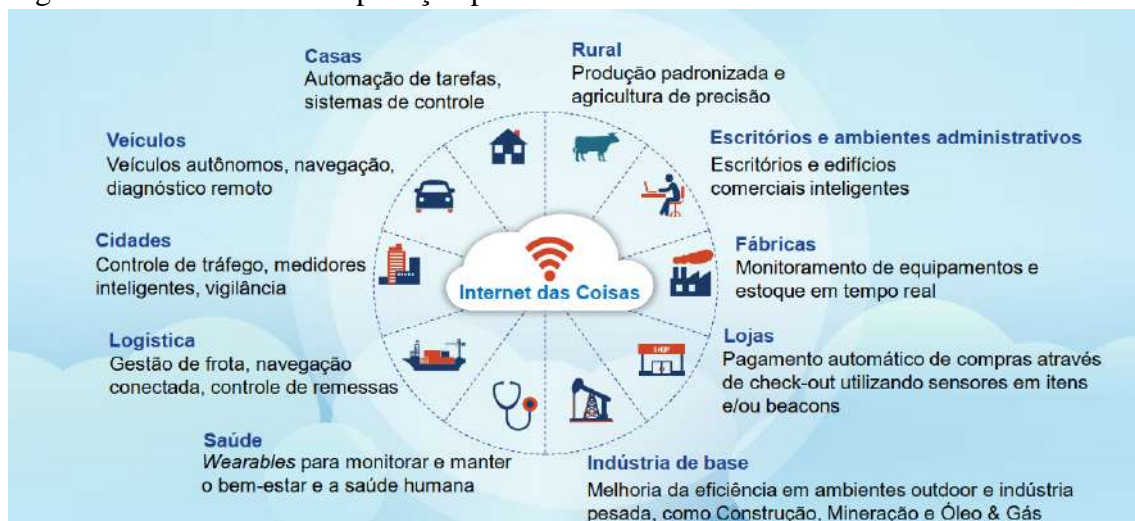 Casas
Automação de tarefas,
sistemas de controle
Rural
Produção padronizada e
agricultura de precisão
Veículos
Veículos autônomos, navegação,
diagnóstico remoto
Escritórios e ambientes administrativos
Escritórios e edifícios
comerciais inteligentes
Cidades
Controle de tráfego, medidores
inteligentes, vigilância
Fábricas
Monitoramento de equipamentos e
estoque em tempo real
Internet das Coisas
Logística
Gestão de frota, navegação
conectada, controle de remessas
SHOP
Lojas
Pagamento automático de compras através
de check-out utilizando sensores em itens
e/ou beacons
Saúde
Wearables para monitorar e manter
o bem-estar e a saúde humana
Indústria de base
Melhoria da eficiência em ambientes outdoor e indústria
pesada, como Construção, Mineração e Óleo & Gás